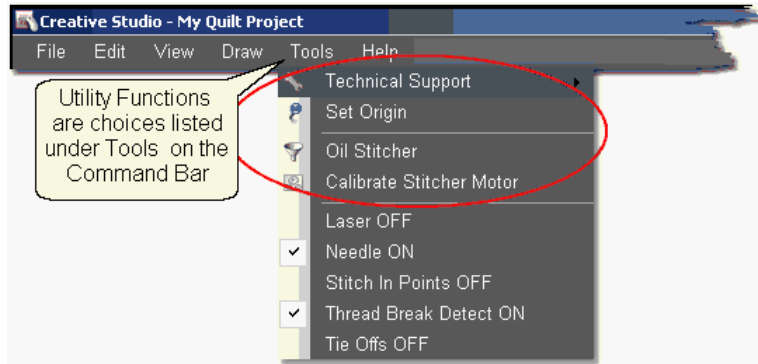 Creative Studio - My Quilt Project
File Edit View Draw Tools Help
Utility Functions
are choices listed
under Tools on the
Command Bar
Technical Support
Set Origin
Oil Stitcher
Calibrate Stitcher Motor
Laser OFF
Needle ON
Stitch In Points OFF
Thread Break Detect ON
Tie Offs OFF